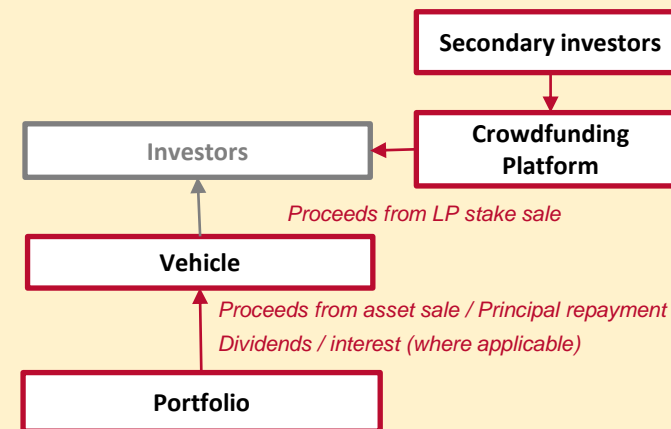 Secondary investors
Crowdfunding
Platform
Investors
Proceeds from LP stake sale
Vehicle
Proceeds from asset sale / Principal repayment
Dividends / interest (where applicable)
Portfolio